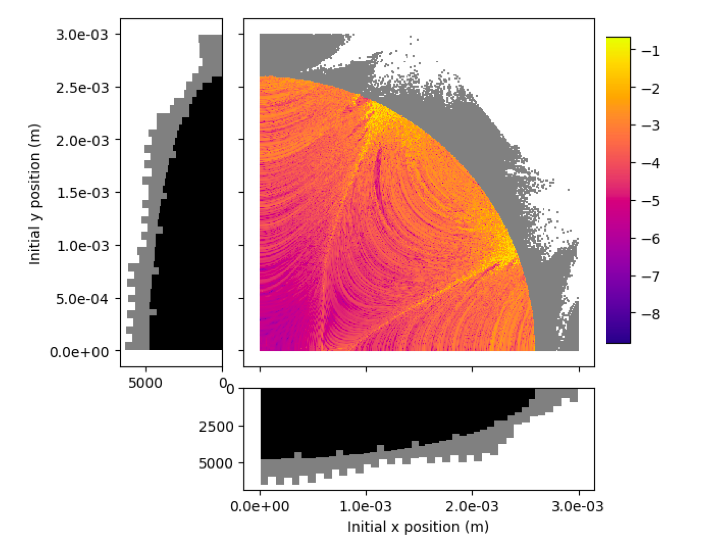 3.0e-03
2.5e-03
2.0e-03
1.5e-03
1.0e-03
5.0e-04
0.0e+00
Initial y position (m)
5000
0
−1
−2
−3
−4
−5
−6
−7
−8
0
2500
5000
0.0e+00
1.0e-03
2.0e-03
3.0e-03
Initial x position (m)